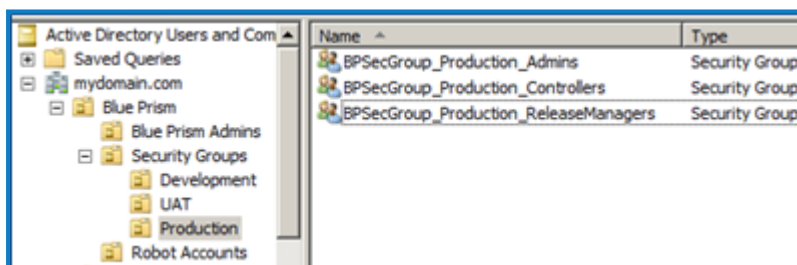 Active Directory Users and Com
Saved Queries
mydomain.com
Blue Prism
Blue Prism Admins
Security Groups
Development
UAT
Production
Robot Accounts
Name Type
BPSecGroup_Production_Admins Security Group
BPSecGroup_Production_Controllers Security Group
BPSecGroup_Production_ReleaseManagers Security Group